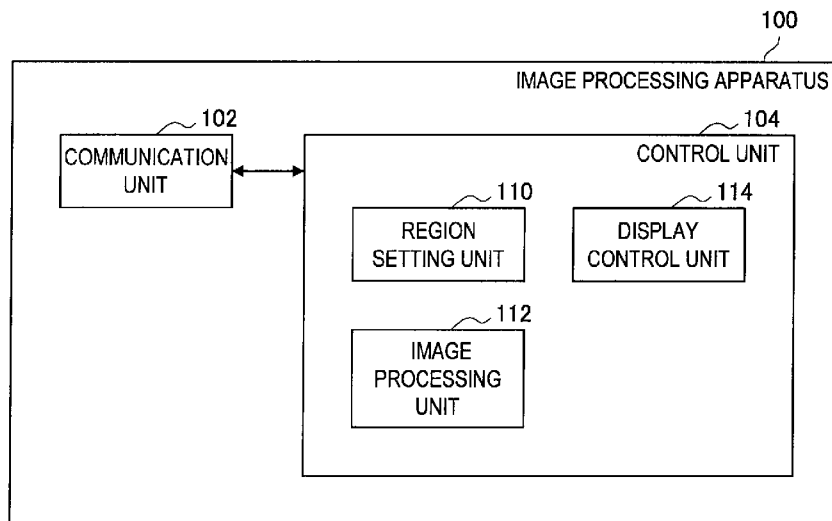 100
IMAGE PROCESSING APPARATUS
102
COMMUNICATION
UNIT
104
CONTROL UNIT
110
REGION
SETTING UNIT
114
DISPLAY
CONTROL UNIT
112
IMAGE
PROCESSING
UNIT